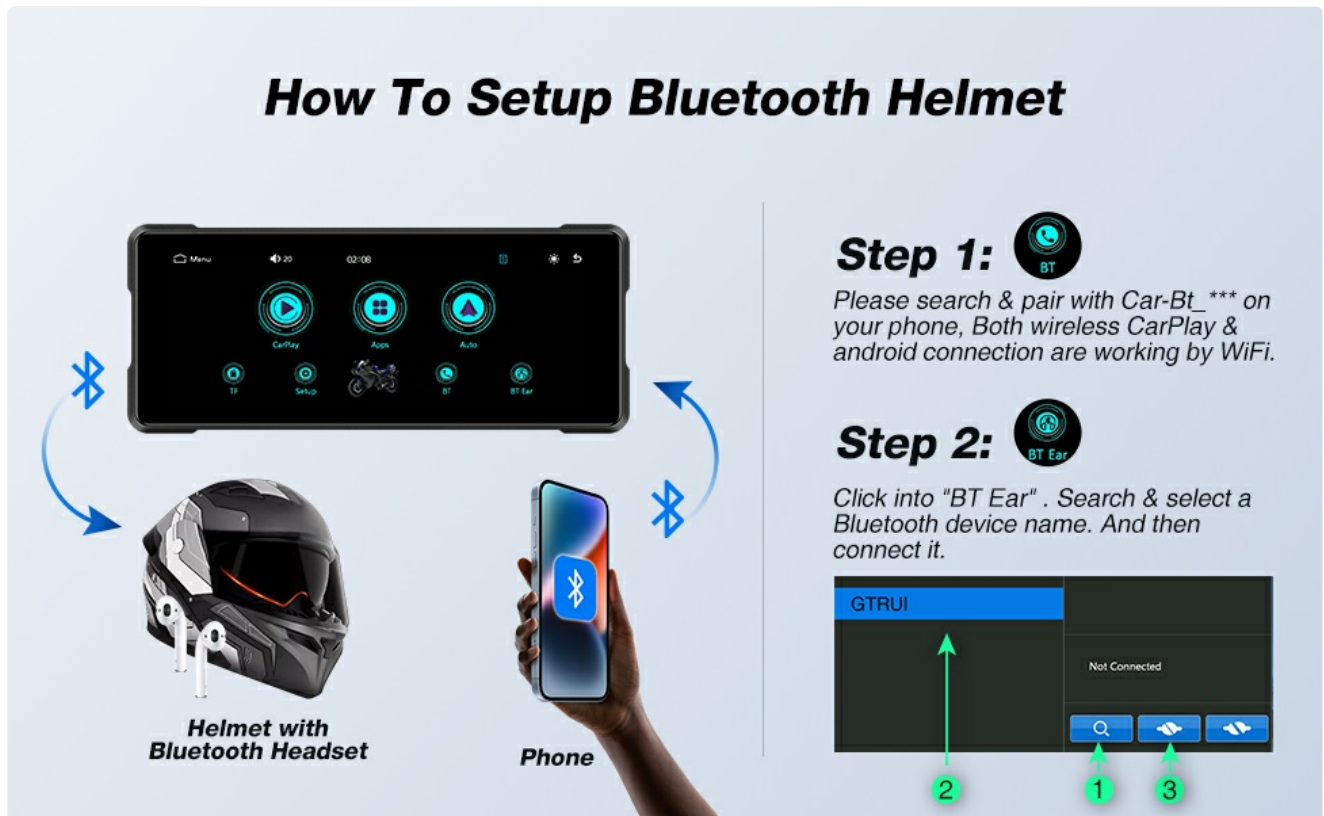 How To Setup Bluetooth Helmet
Menu
20
02:08
CarPlay
Apps
Auto
TF
Setup
BT
BT Ear
Helmet with
Bluetooth Headset
Phone
Step 1:
BT
Please search & pair with Car-Bt_*** on
your phone, Both wireless CarPlay &
android connection are working by WiFi.
Step 2:
BT Ear
Click into "BT Ear" . Search & select a
Bluetooth device name. And then
connect it.
GTRUI
Not Connected
2
1
3